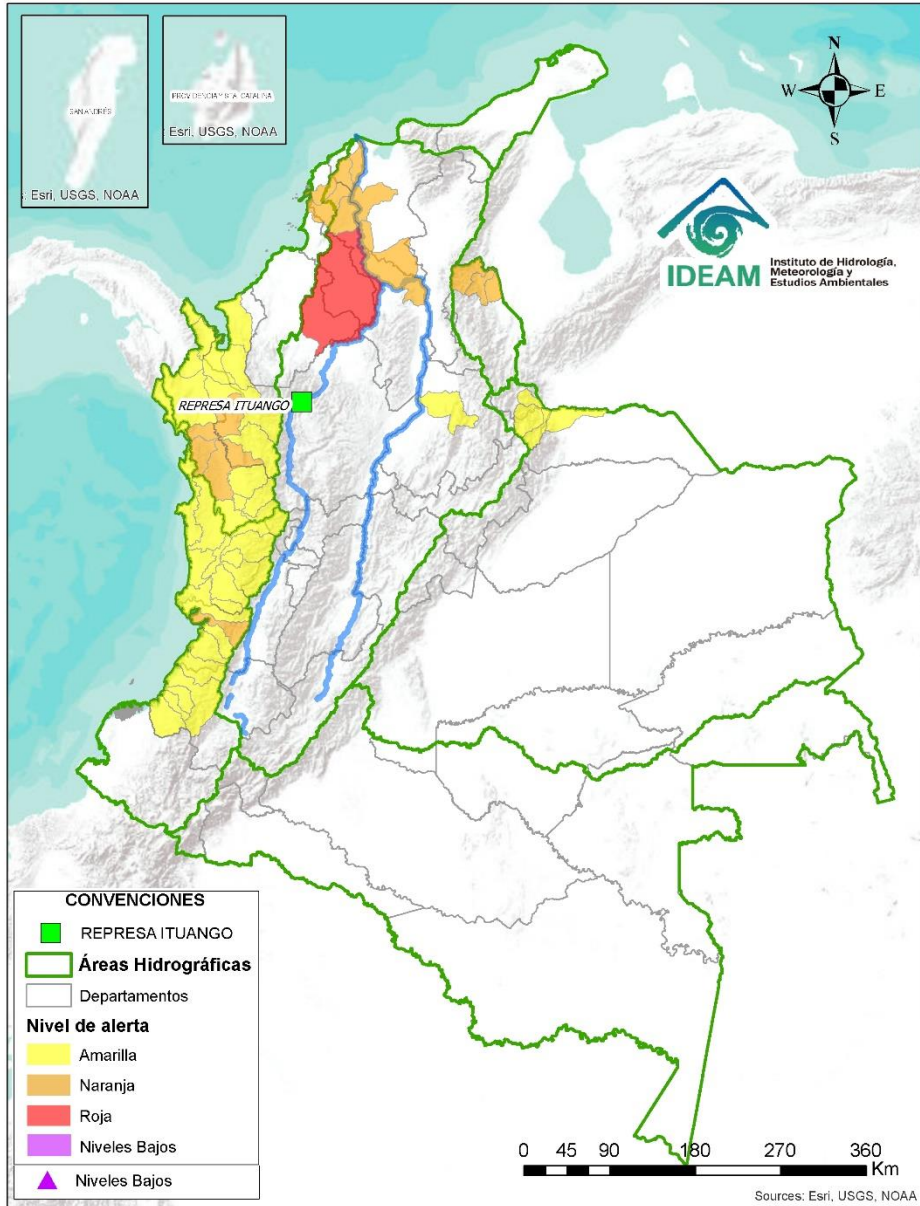 SAN ANDRÉS
: Esri, USGS, NOAA
PROVIDENCIA Y STA. CATALINA
: Esri, USGS, NOAA
N
W
E
S
IDEAM
Instituto de Hidrología,
Meteorología y
Estudios Ambientales
REPRESA ITUANGO
CONVENCIONES
REPRESA ITUANGO
Áreas Hidrográficas
Departamentos
Nivel de alerta
Amarilla
Naranja
Roja
Niveles Bajos
Niveles Bajos
0 45 90 180 270 360
Km
Sources: Esri, USGS, NOAA